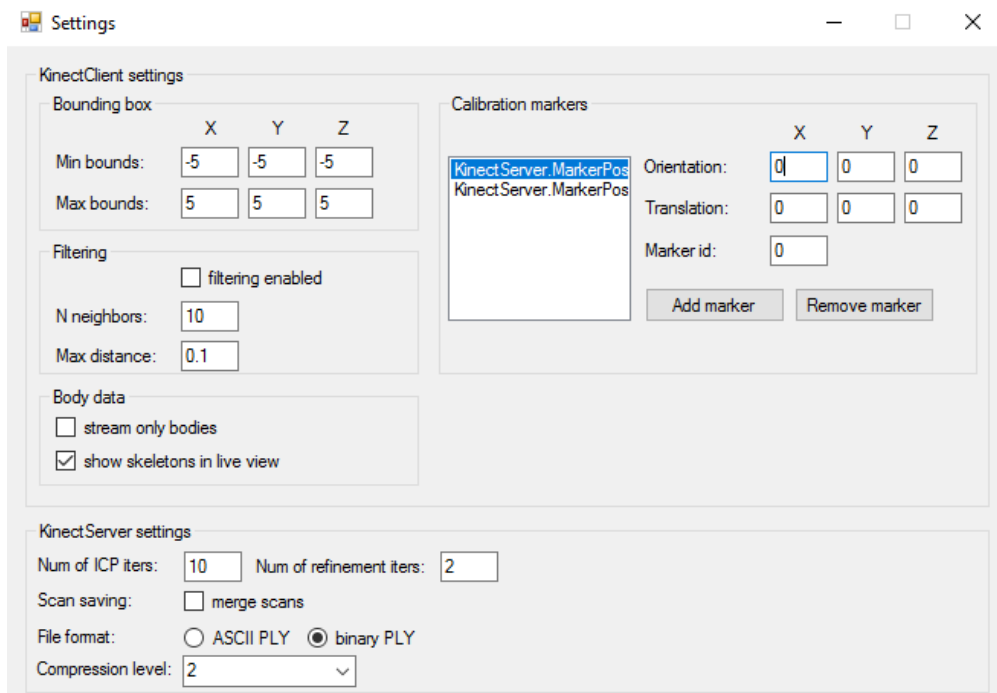 Settings
KinectClient settings
Bounding box
X Y Z
Min bounds: -5 -5 -5
Max bounds: 5 5 5
Filtering
filtering enabled
N neighbors: 10
Max distance: 0.1
Body data
stream only bodies
show skeletons in live view
Calibration markers
X Y Z
KinectServer.MarkerPos
KinectServer.MarkerPos
Orientation: 0 0 0
Translation: 0 0 0
Marker id: 0
Add marker Remove marker
KinectServer settings
Num of ICP iters: 10 Num of refinement iters: 2
Scan saving: merge scans
File format: ASCII PLY binary PLY
Compression level: 2